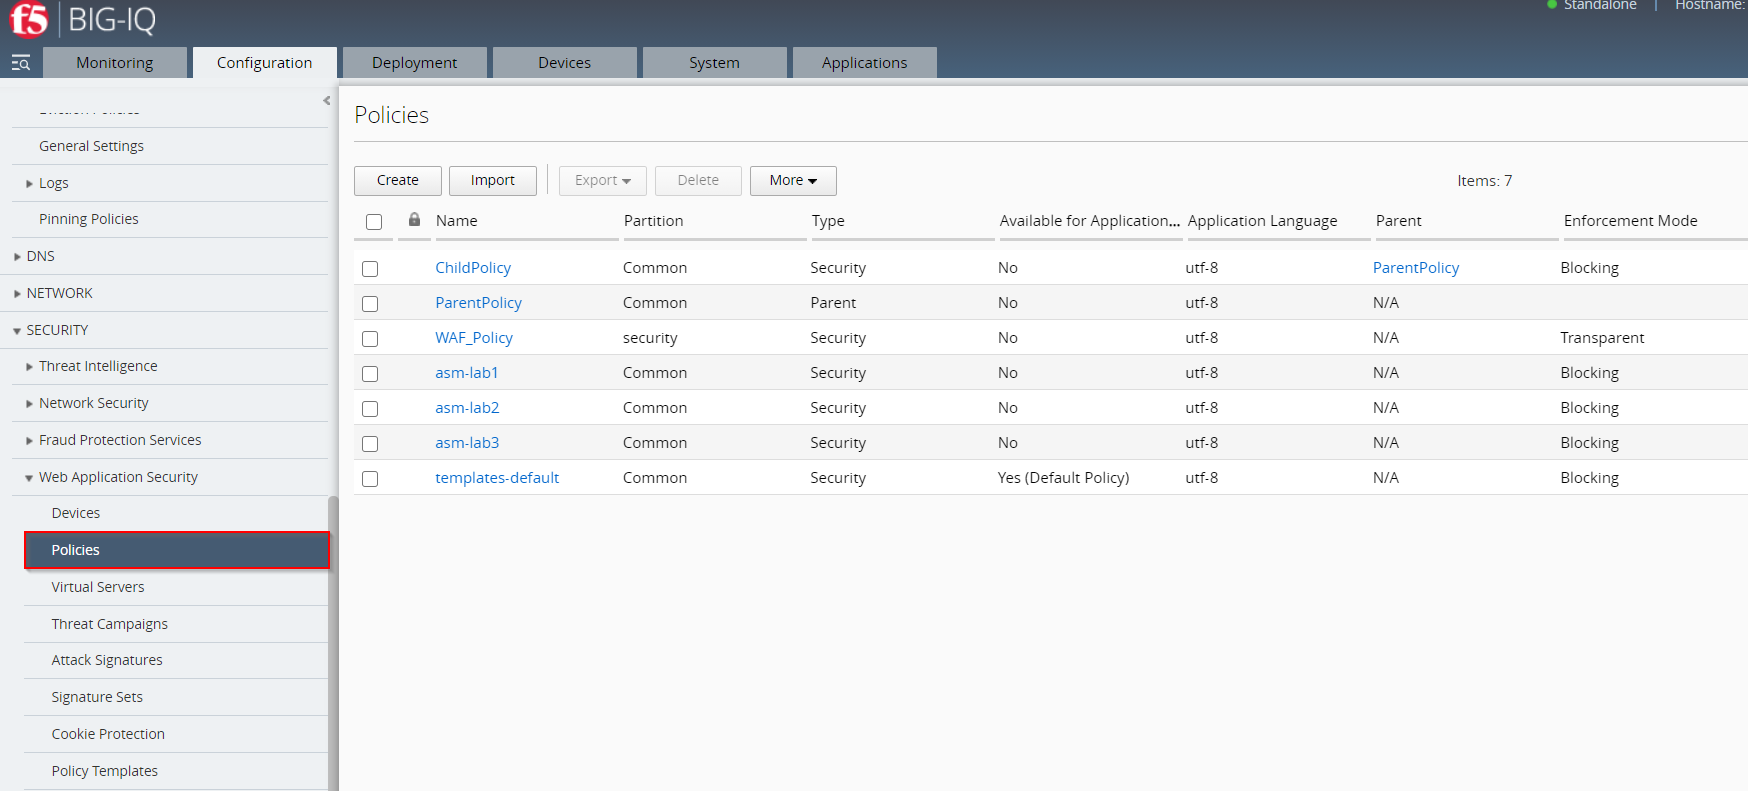 f5 BIG-IQ
Standalone | Hostname:
Monitoring Configuration Deployment Devices System Applications
General Settings
Logs
Pinning Policies
DNS
NETWORK
SECURITY
Threat Intelligence
Network Security
Fraud Protection Services
Web Application Security
Devices
Policies
Virtual Servers
Threat Campaigns
Attack Signatures
Signature Sets
Cookie Protection
Policy Templates
Policies
Create Import Export Delete More Items: 7
Name Partition Type Available for Application... Application Language Parent Enforcement Mode
ChildPolicy Common Security No utf-8 ParentPolicy Blocking
ParentPolicy Common Parent No utf-8 N/A
WAF_Policy security Security No utf-8 N/A Transparent
asm-lab1 Common Security No utf-8 N/A Blocking
asm-lab2 Common Security No utf-8 N/A Blocking
asm-lab3 Common Security No utf-8 N/A Blocking
templates-default Common Security Yes (Default Policy) utf-8 N/A Blocking